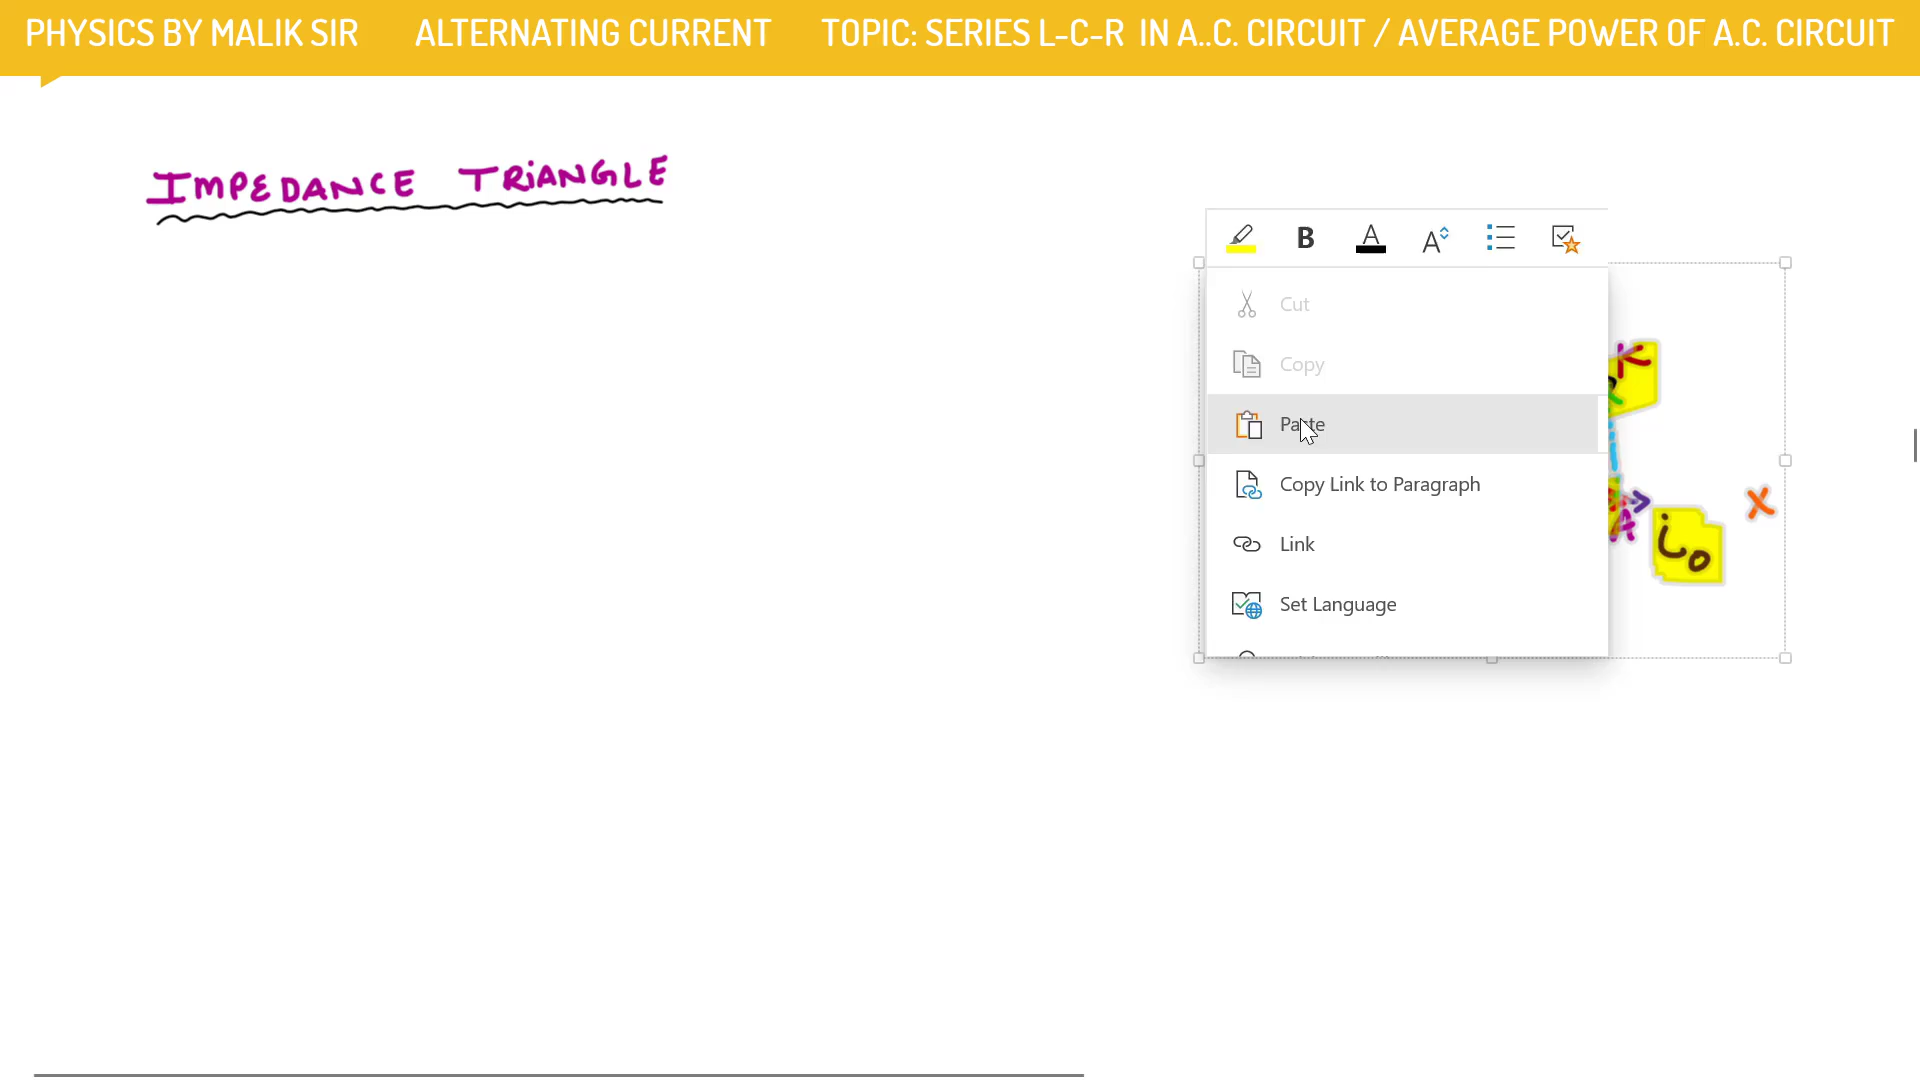 PHYSICS BY MALIK SIR ALTERNATING CURRENT TOPIC: SERIES L-C-R IN A..C. CIRCUIT / AVERAGE POWER OF A.C. CIRCUIT
IMPEDANCE TRiANGLE
B A A
Cut
Copy
Paste
Copy Link to Paragraph
Link
Set Language
K
A
i₀
X